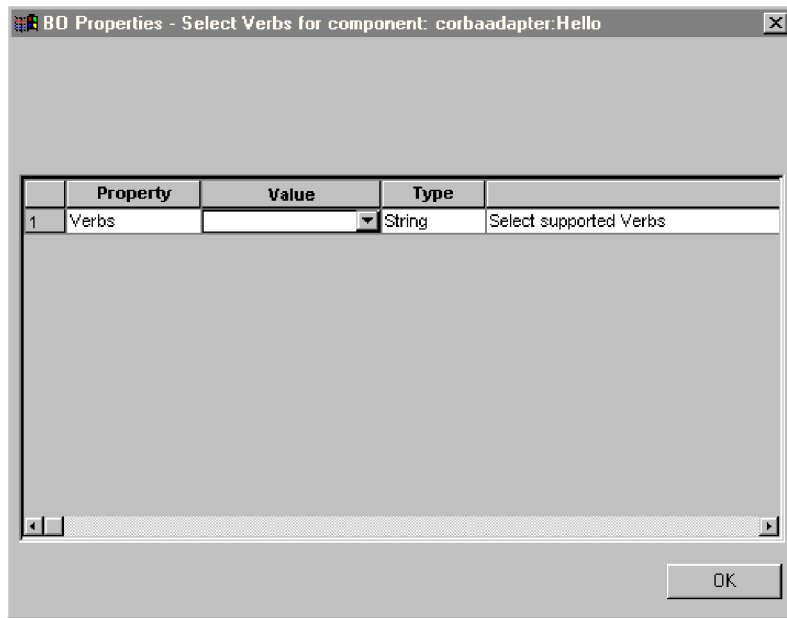 BO Properties - Select Verbs for component: corbaadapter:Hello
Property Value Type
1 Verbs String Select supported Verbs
OK